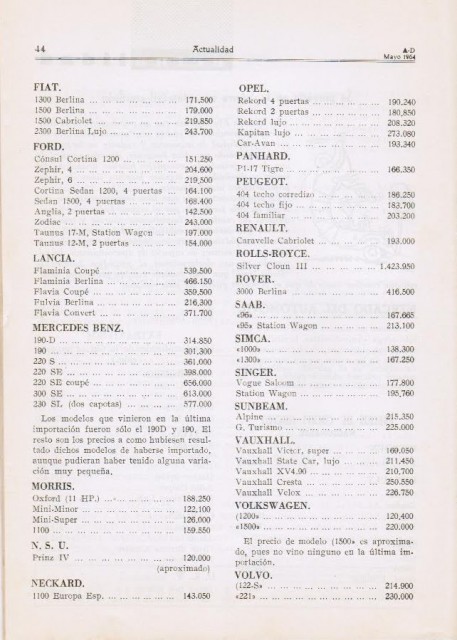 44 Actualidad A-D
Mayo 1964
FIAT.
1300 Berlina ... 171,500
1500 Berlina ... 179.000
1500 Cabriolet ... 219,850
2300 Berlina Lujo ... 243,700
FORD.
Cónsul Cortina 1200 ... 151.250
Zephir, 4 ... 204,600
Zephir, 6 ... 219,500
Cortina Sedan 1200, 4 puertas ... 164.100
Sedan 1500, 4 puertas ... 168.400
Anglia, 2 puertas ... 142,500
Zodiac ... 243,000
Taunus 17-M, Station Wagon ... 197.000
Taunus 12-M, 2 puertas ... 154.000
LANCIA.
Flaminia Coupé ... 539,500
Flaminia Berlina ... 466.150
Flavia Coupé ... 359,500
Fulvia Berlina ... 216,300
Flavia Convert ... 371.700
MERCEDES BENZ.
190-D ... 314.850
190 ... 301,300
220 S ... 361.000
220 SE ... 398.000
220 SE coupé ... 656.000
300 SE ... 613.000
230 SL (dos capotas) ... 577.000
Los modelos que vinieron en la última
importación fueron sólo el 190D y 190, El
resto son los precios a como hubiesen resul-
tado dichos modelos de haberse importado,
aunque pudieran haber tenido alguna varia-
ción muy pequeña.
MORRIS.
Oxford (11 HP.) ... 188.250
Mini-Minor ... 122,100
Mini-Super ... 126,000
1100 ... 159.550
N. S. U.
Prinz IV ... 120.000
(aproximado)
NECKARD.
1100 Europa Esp. ... 143.050
OPEL.
Rekord 4 puertas ... 190,240
Rekord 2 puertas ... 180,850
Rekord lujo ... 208,320
Kapitan lujo ... 273,080
Car-Avan ... 193,340
PANHARD.
Pl-17 Tigre ... 166,350
PEUGEOT.
404 techo corredizo ... 186,250
404 techo fijo ... 183,700
404 familiar ... 203.200
RENAULT.
Caravelle Cabriolet ... 193.000
ROLLS-ROYCE.
Silver Cloun III ... 1.423.950
ROVER.
3000 Berlina ... 416.500
SAAB.
«96» ... 167,665
«95» Station Wagon ... 213,100
SIMCA.
«1000» ... 138,300
«1300» ... 167.250
SINGER.
Vogue Saloom ... 177.800
Station Wagon ... 195,760
SUNBEAM.
Alpine ... 215,350
G. Turismo ... 225,000
VAUXHALL.
Vauxhall Victor, super ... 169.050
Vauxhall State Car, lujo ... 211,450
Vauxhall XV4.90 ... 210,700
Vauxhall Cresta ... 250.550
Vauxhall Velox ... 226.750
VOLKSWAGEN.
(1200» ... 120,400
«1500» ... 220.000
El precio de modelo (1500» es aproxima-
do, pues no vino ninguno en la última im-
portación.
VOLVO.
(122-S» ... 214.900
«221» ... 230,000